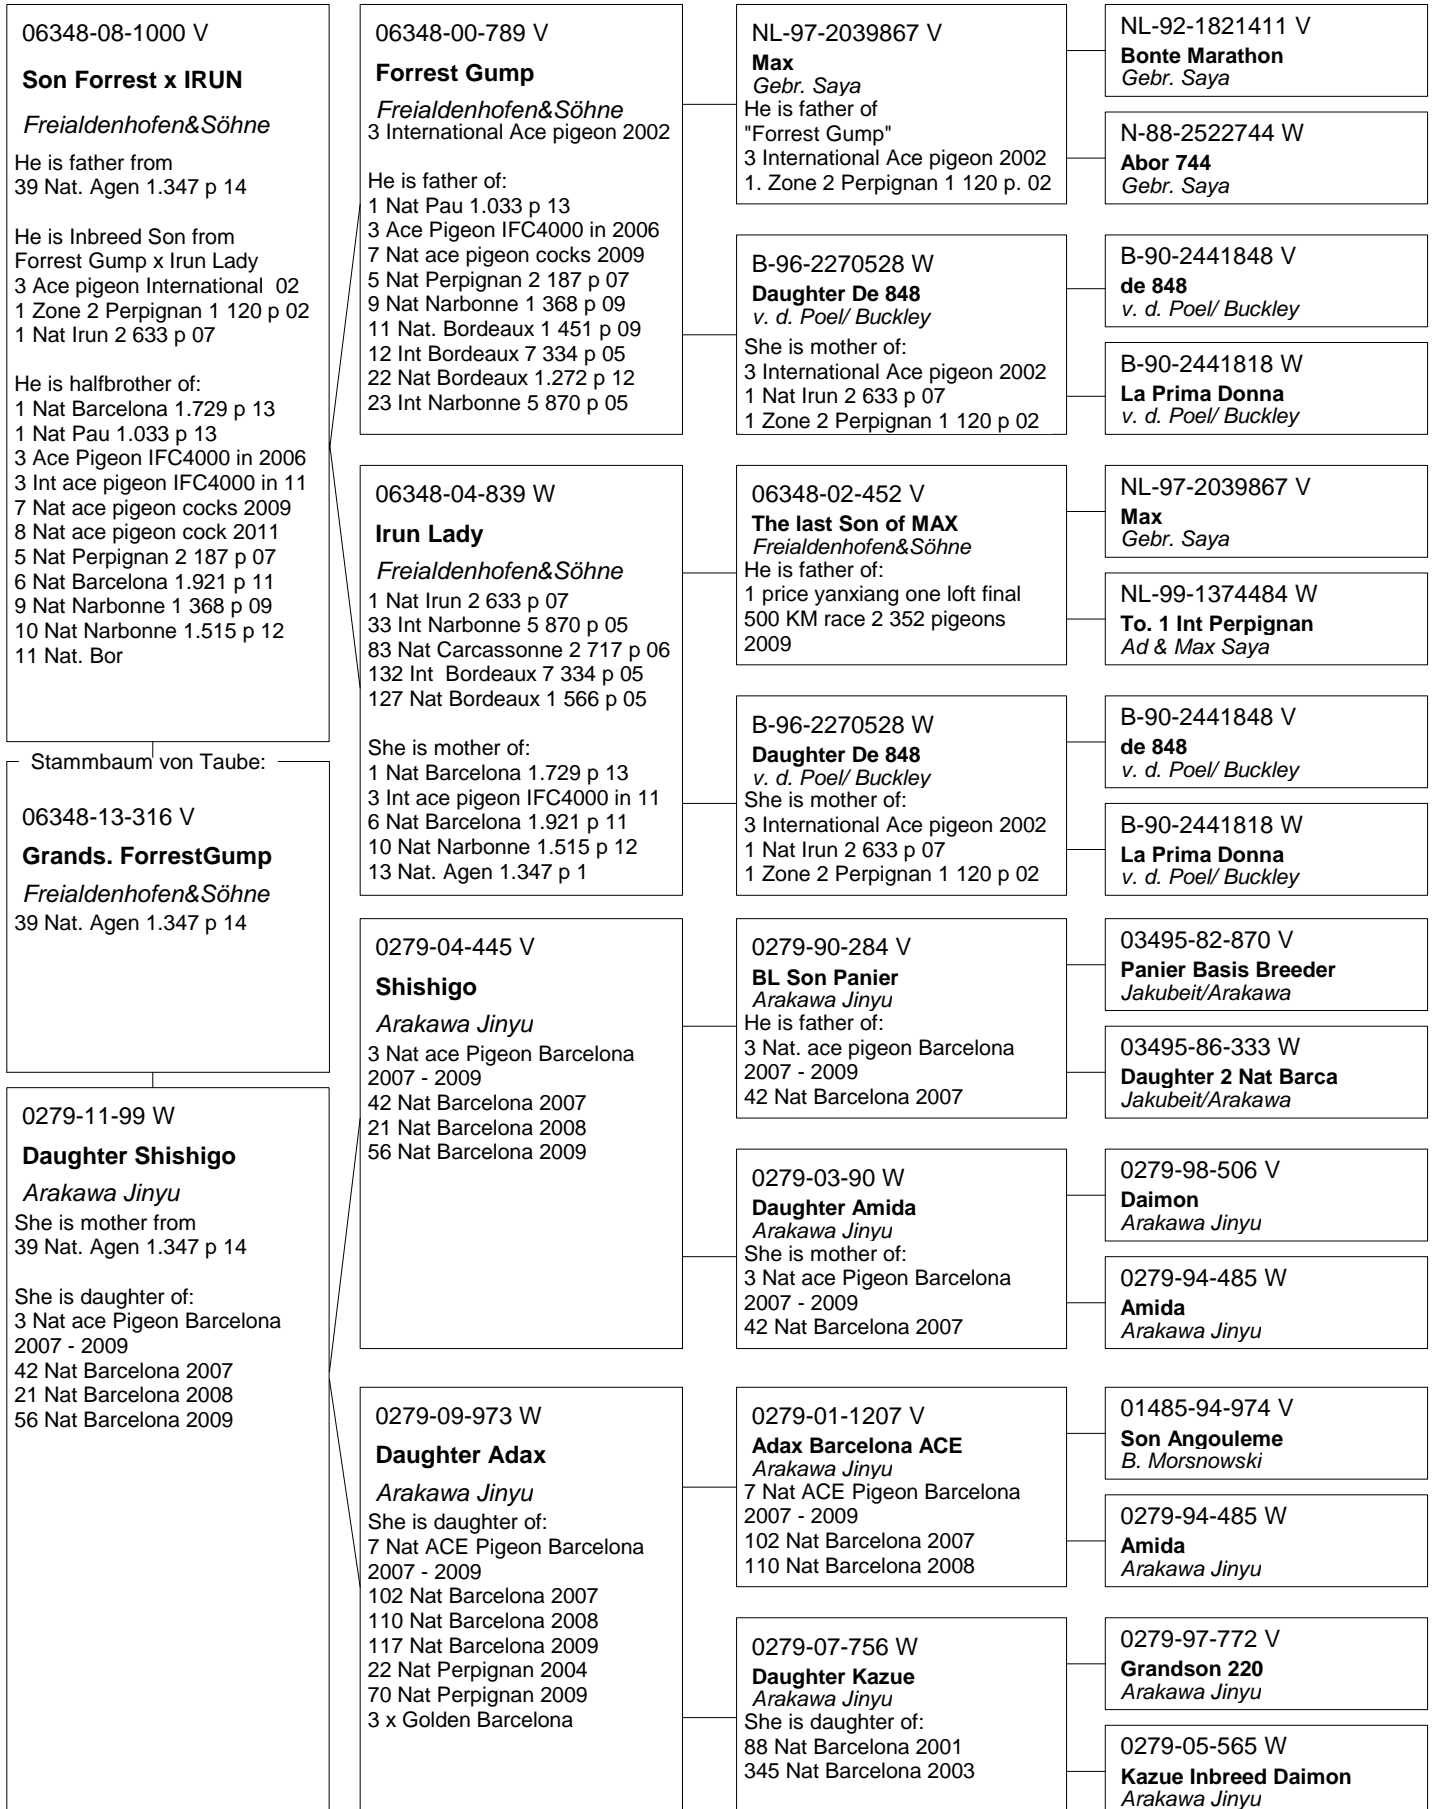 06348-08-1000 V
Son Forrest x IRUN
Freialdenhofen&Söhne
He is father from
39 Nat. Agen 1.347 p 14
He is Inbreed Son from
Forrest Gump x Irun Lady
3 Ace pigeon International  02
1 Zone 2 Perpignan 1 120 p 02
1 Nat Irun 2 633 p 07
He is halfbrother of:
1 Nat Barcelona 1.729 p 13
1 Nat Pau 1.033 p 13
3 Ace Pigeon IFC4000 in 2006
3 Int ace pigeon IFC4000 in 11
7 Nat ace pigeon cocks 2009
8 Nat ace pigeon cock 2011
5 Nat Perpignan 2 187 p 07
6 Nat Barcelona 1.921 p 11
9 Nat Narbonne 1 368 p 09
10 Nat Narbonne 1.515 p 12
11 Nat. Bor
Stammbaum von Taube:
06348-13-316 V
Grands. ForrestGump
Freialdenhofen&Söhne
39 Nat. Agen 1.347 p 14
0279-11-99 W
Daughter Shishigo
Arakawa Jinyu
She is mother from
39 Nat. Agen 1.347 p 14
She is daughter of:
3 Nat ace Pigeon Barcelona
2007 - 2009
42 Nat Barcelona 2007
21 Nat Barcelona 2008
56 Nat Barcelona 2009
06348-00-789 V
Forrest Gump
Freialdenhofen&Söhne
3 International Ace pigeon 2002
He is father of:
1 Nat Pau 1.033 p 13
3 Ace Pigeon IFC4000 in 2006
7 Nat ace pigeon cocks 2009
5 Nat Perpignan 2 187 p 07
9 Nat Narbonne 1 368 p 09
11 Nat. Bordeaux 1 451 p 09
12 Int Bordeaux 7 334 p 05
22 Nat Bordeaux 1.272 p 12
23 Int Narbonne 5 870 p 05
06348-04-839 W
Irun Lady
Freialdenhofen&Söhne
1 Nat Irun 2 633 p 07
33 Int Narbonne 5 870 p 05
83 Nat Carcassonne 2 717 p 06
132 Int  Bordeaux 7 334 p 05
127 Nat Bordeaux 1 566 p 05
She is mother of:
1 Nat Barcelona 1.729 p 13
3 Int ace pigeon IFC4000 in 11
6 Nat Barcelona 1.921 p 11
10 Nat Narbonne 1.515 p 12
13 Nat. Agen 1.347 p 1
0279-04-445 V
Shishigo
Arakawa Jinyu
3 Nat ace Pigeon Barcelona
2007 - 2009
42 Nat Barcelona 2007
21 Nat Barcelona 2008
56 Nat Barcelona 2009
0279-09-973 W
Daughter Adax
Arakawa Jinyu
She is daughter of:
7 Nat ACE Pigeon Barcelona
2007 - 2009
102 Nat Barcelona 2007
110 Nat Barcelona 2008
117 Nat Barcelona 2009
22 Nat Perpignan 2004
70 Nat Perpignan 2009
3 x Golden Barcelona
NL-97-2039867 V
Max
Gebr. Saya
He is father of
"Forrest Gump"
3 International Ace pigeon 2002
1. Zone 2 Perpignan 1 120 p. 02
B-96-2270528 W
Daughter De 848
v. d. Poel/ Buckley
She is mother of:
3 International Ace pigeon 2002
1 Nat Irun 2 633 p 07
1 Zone 2 Perpignan 1 120 p 02
06348-02-452 V
The last Son of MAX
Freialdenhofen&Söhne
He is father of:
1 price yanxiang one loft final
500 KM race 2 352 pigeons
2009
B-96-2270528 W
Daughter De 848
v. d. Poel/ Buckley
She is mother of:
3 International Ace pigeon 2002
1 Nat Irun 2 633 p 07
1 Zone 2 Perpignan 1 120 p 02
0279-90-284 V
BL Son Panier
Arakawa Jinyu
He is father of:
3 Nat. ace pigeon Barcelona
2007 - 2009
42 Nat Barcelona 2007
0279-03-90 W
Daughter Amida
Arakawa Jinyu
She is mother of:
3 Nat ace Pigeon Barcelona
2007 - 2009
42 Nat Barcelona 2007
0279-01-1207 V
Adax Barcelona ACE
Arakawa Jinyu
7 Nat ACE Pigeon Barcelona
2007 - 2009
102 Nat Barcelona 2007
110 Nat Barcelona 2008
0279-07-756 W
Daughter Kazue
Arakawa Jinyu
She is daughter of:
88 Nat Barcelona 2001
345 Nat Barcelona 2003
NL-92-1821411 V
Bonte Marathon
Gebr. Saya
N-88-2522744 W
Abor 744
Gebr. Saya
B-90-2441848 V
de 848
v. d. Poel/ Buckley
B-90-2441818 W
La Prima Donna
v. d. Poel/ Buckley
NL-97-2039867 V
Max
Gebr. Saya
NL-99-1374484 W
To. 1 Int Perpignan
Ad & Max Saya
B-90-2441848 V
de 848
v. d. Poel/ Buckley
B-90-2441818 W
La Prima Donna
v. d. Poel/ Buckley
03495-82-870 V
Panier Basis Breeder
Jakubeit/Arakawa
03495-86-333 W
Daughter 2 Nat Barca
Jakubeit/Arakawa
0279-98-506 V
Daimon
Arakawa Jinyu
0279-94-485 W
Amida
Arakawa Jinyu
01485-94-974 V
Son Angouleme
B. Morsnowski
0279-94-485 W
Amida
Arakawa Jinyu
0279-97-772 V
Grandson 220
Arakawa Jinyu
0279-05-565 W
Kazue Inbreed Daimon
Arakawa Jinyu